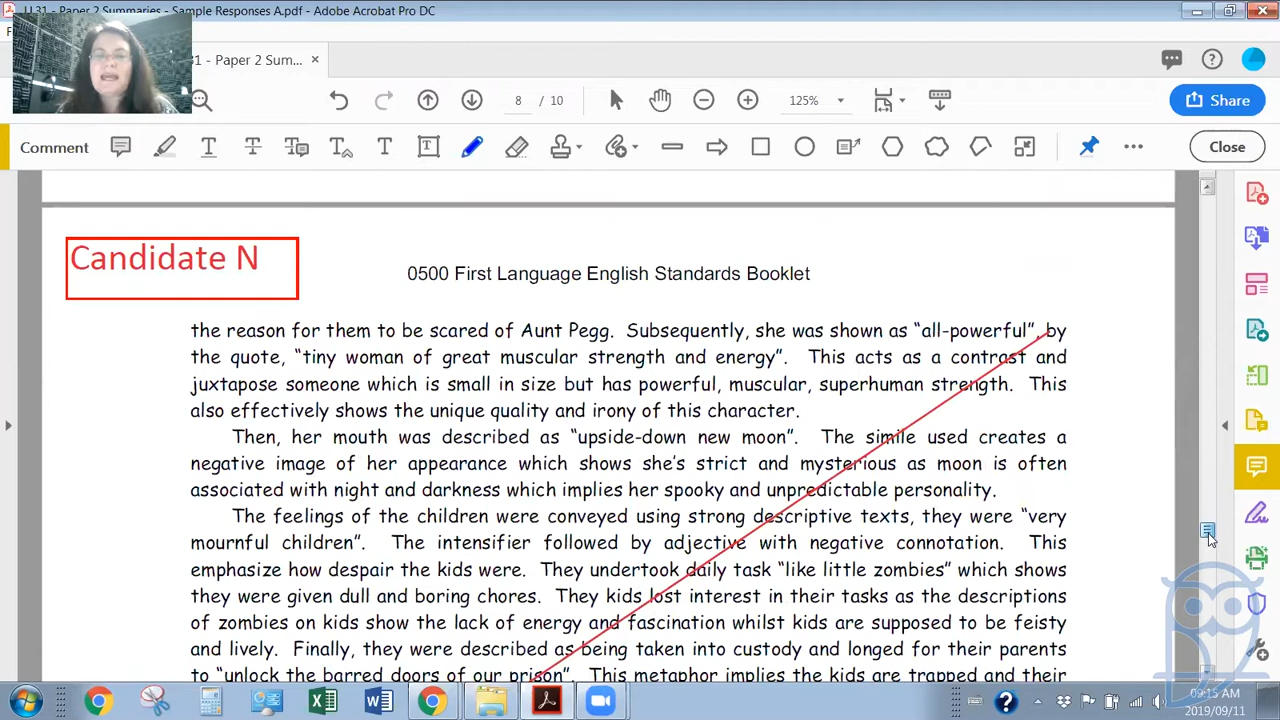 LI 31 - Paper 2 Summaries - Sample Responses A.pdf - Adobe Acrobat Pro DC
31 - Paper 2 Sum... ×
8 / 10
125%
Share
Comment
Close
Candidate N
0500 First Language English Standards Booklet
the reason for them to be scared of Aunt Pegg. Subsequently, she was shown as “all-powerful”, by
the quote, “tiny woman of great muscular strength and energy”. This acts as a contrast and
juxtapose someone which is small in size but has powerful, muscular, superhuman strength. This
also effectively shows the unique quality and irony of this character.
Then, her mouth was described as “upside-down new moon”. The simile used creates a
negative image of her appearance which shows she’s strict and mysterious as moon is often
associated with night and darkness which implies her spooky and unpredictable personality.
The feelings of the children were conveyed using strong descriptive texts, they were “very
mournful children”. The intensifier followed by adjective with negative connotation. This
emphasize how despair the kids were. They undertook daily task “like little zombies” which shows
they were given dull and boring chores. They kids lost interest in their tasks as the descriptions
of zombies on kids show the lack of energy and fascination whilst kids are supposed to be feisty
and lively. Finally, they were described as being taken into custody and longed for their parents
to “unlock the barred doors of our prison”. This metaphor implies the kids are trapped and their
09:15 AM
2019/09/11